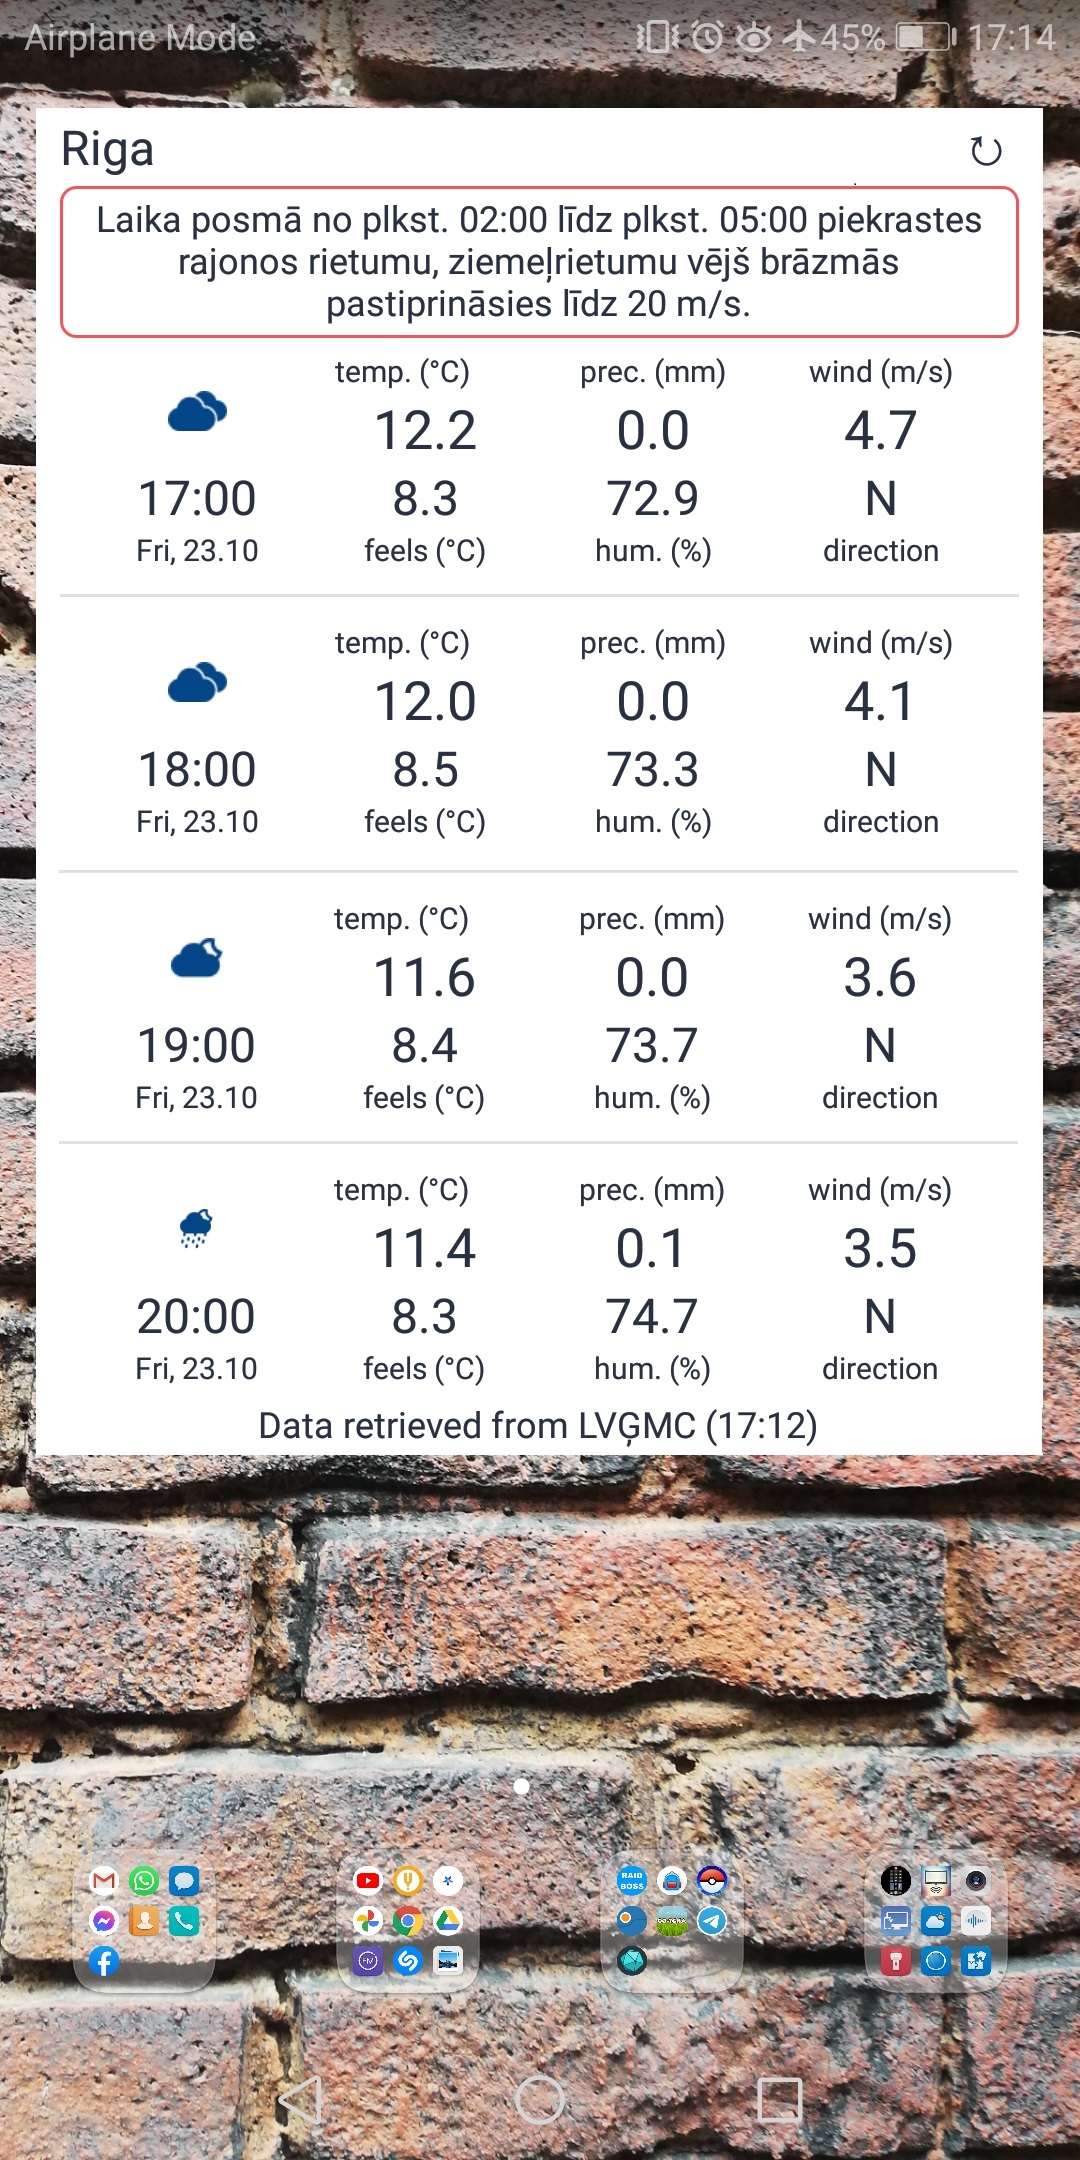 Airplane Mode 45% 17:14
Riga
Laika posmā no plkst. 02:00 līdz plkst. 05:00 piekrastes
rajonos rietumu, ziemeļrietumu vējš brāzmās
pastiprināsies līdz 20 m/s.
temp. (°C) prec. (mm) wind (m/s)
12.2 0.0 4.7
17:00 8.3 72.9 N
Fri, 23.10 feels (°C) hum. (%) direction
temp. (°C) prec. (mm) wind (m/s)
12.0 0.0 4.1
18:00 8.5 73.3 N
Fri, 23.10 feels (°C) hum. (%) direction
temp. (°C) prec. (mm) wind (m/s)
11.6 0.0 3.6
19:00 8.4 73.7 N
Fri, 23.10 feels (°C) hum. (%) direction
temp. (°C) prec. (mm) wind (m/s)
11.4 0.1 3.5
20:00 8.3 74.7 N
Fri, 23.10 feels (°C) hum. (%) direction
Data retrieved from LVĢMC (17:12)
RAID
BOSS